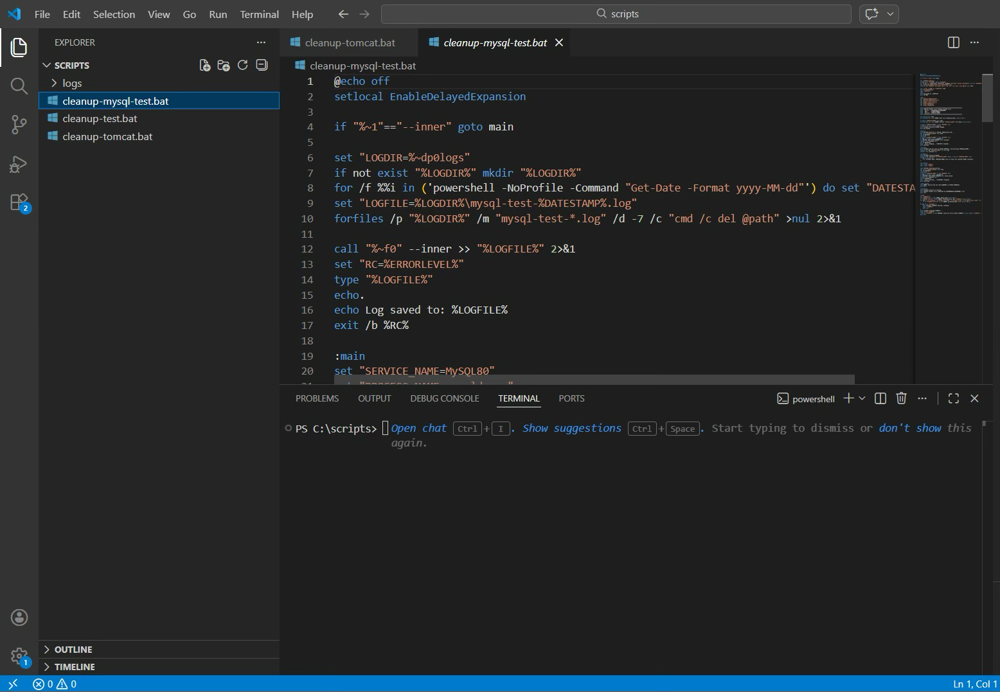 File Edit Selection View Go Run Terminal Help
scripts
EXPLORER
SCRIPTS
logs
cleanup-mysql-test.bat
cleanup-test.bat
cleanup-tomcat.bat
OUTLINE
TIMELINE
2
1
cleanup-tomcat.bat
cleanup-mysql-test.bat
cleanup-mysql-test.bat
1 @echo off
2 setlocal EnableDelayedExpansion
3
4 if "%~1"=="--inner" goto main
5
6 set "LOGDIR=%~dp0logs"
7 if not exist "%LOGDIR%" mkdir "%LOGDIR%"
8 for /f %%i in ('powershell -NoProfile -Command "Get-Date -Format yyyy-MM-dd"') do set "DATESTA
9 set "LOGFILE=%LOGDIR%\mysql-test-%DATESTAMP%.log"
10 forfiles /p "%LOGDIR%" /m "mysql-test-*.log" /d -7 /c "cmd /c del @path" >nul 2>&1
11
12 call "%~f0" --inner >> "%LOGFILE%" 2>&1
13 set "RC=%ERRORLEVEL%"
14 type "%LOGFILE%"
15 echo.
16 echo Log saved to: %LOGFILE%
17 exit /b %RC%
18
19 :main
20 set "SERVICE_NAME=MySQL80"
PROBLEMS OUTPUT DEBUG CONSOLE TERMINAL PORTS
powershell
PS C:\scripts> Open chat Ctrl + I . Show suggestions Ctrl + Space . Start typing to dismiss or don't show this
again.
0 0
Ln 1, Col 1